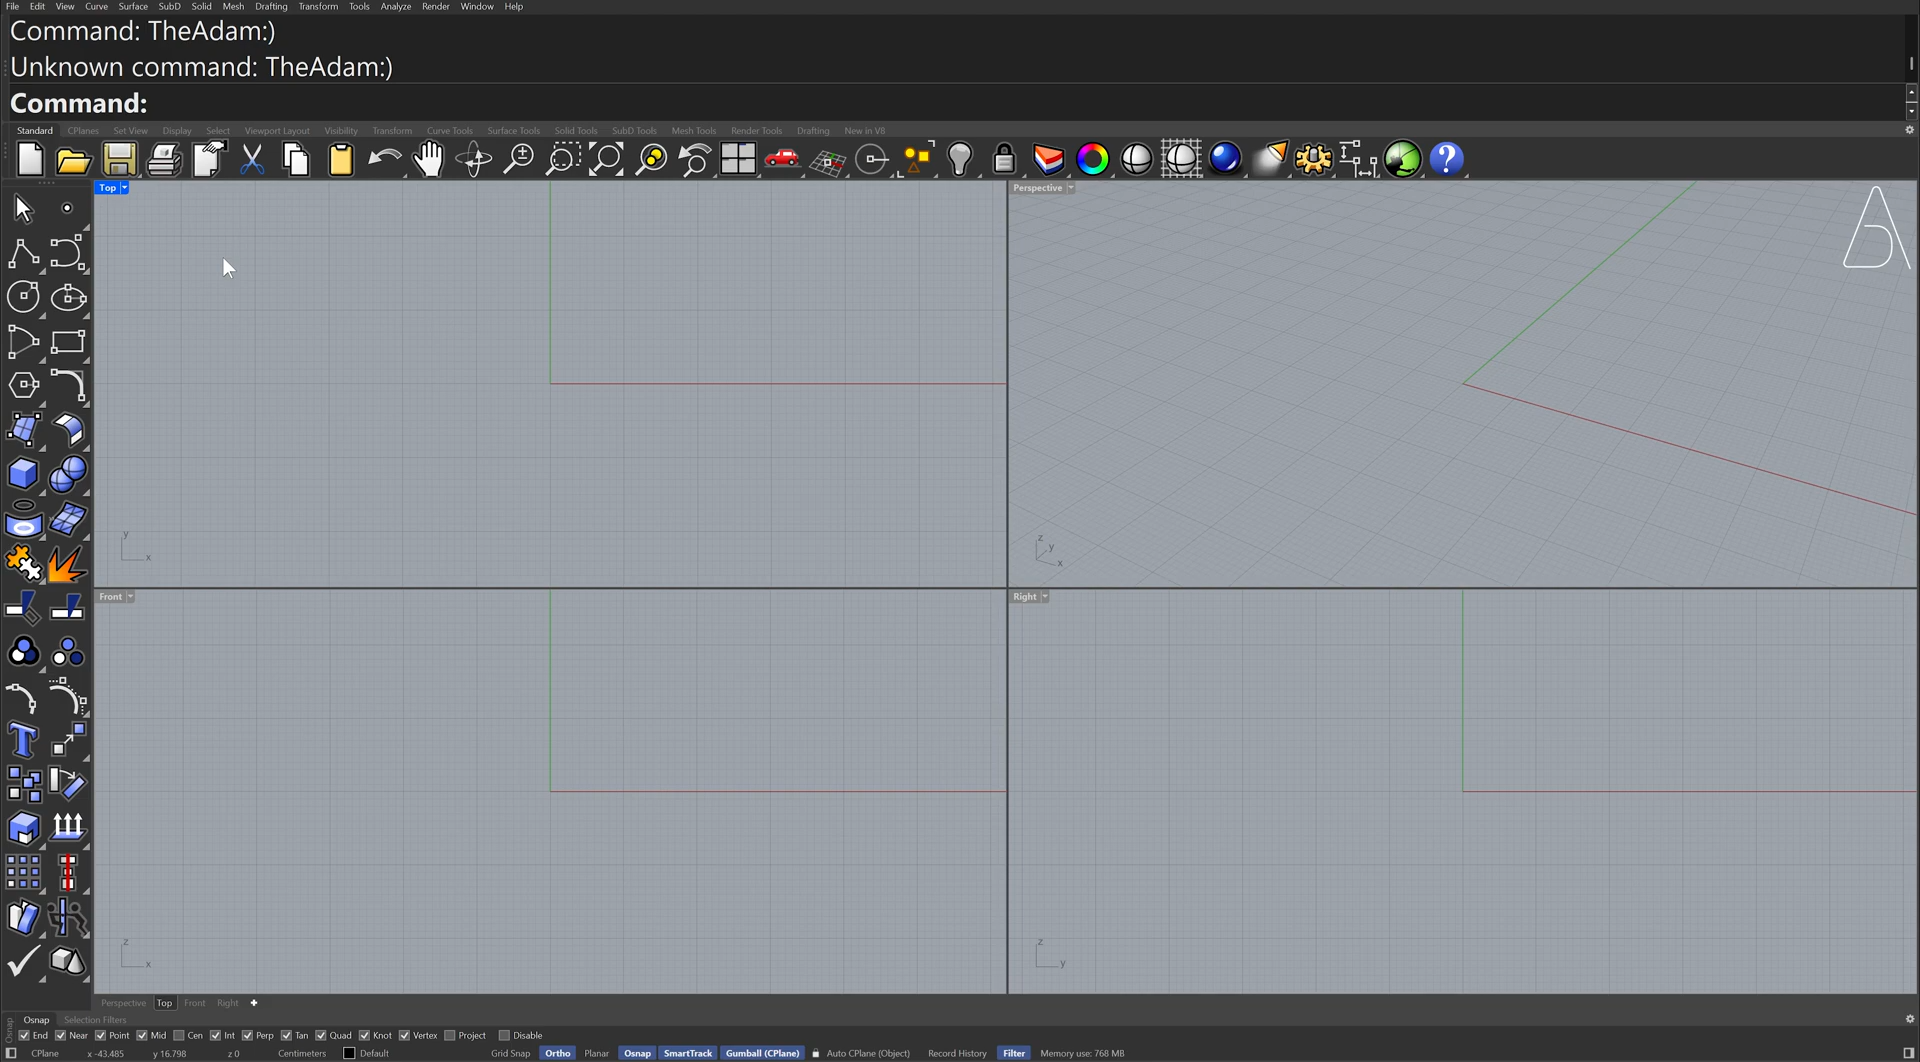 File Edit View Curve Surface SubD Solid Mesh Drafting Transform Tools Analyze Render Window Help
Command: TheAdam:)
Unknown command: TheAdam:)
Command:
Standard CPlanes Set View Display Select Viewport Layout Visibility Transform Curve Tools Surface Tools Solid Tools SubD Tools Mesh Tools Render Tools Drafting New in V8
Top
Perspective
y
x
z
y
x
Front
Right
z
x
z
y
Perspective Top Front Right
Osnap Selection Filters
Osnap
End Near Point Mid Cen Int Perp Tan Quad Knot Vertex Project Disable
CPlane x -43.485 y 16.798 z 0 Centimeters Default Grid Snap Ortho Planar Osnap SmartTrack Gumball (CPlane) Auto CPlane (Object) Record History Filter Memory use: 768 MB